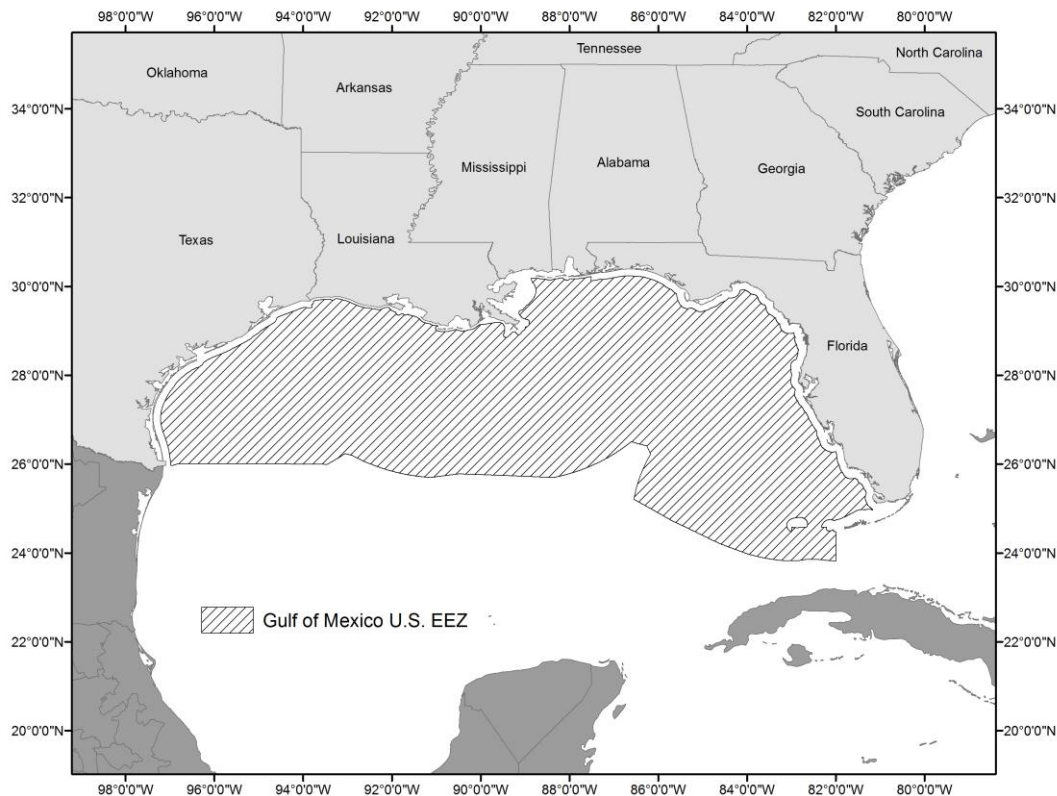 98°0'0"W 96°0'0"W 94°0'0"W 92°0'0"W 90°0'0"W 88°0'0"W 86°0'0"W 84°0'0"W 82°0'0"W 80°0'0"W
Tennessee
North Carolina
Oklahoma
Arkansas
34°0'0"N
South Carolina
34°0'0"N
Mississippi
Alabama
Georgia
32°0'0"N
32°0'0"N
Texas
Louisiana
30°0'0"N
30°0'0"N
Florida
28°0'0"N
28°0'0"N
26°0'0"N
26°0'0"N
24°0'0"N
24°0'0"N
Gulf of Mexico U.S. EEZ
22°0'0"N
22°0'0"N
20°0'0"N
20°0'0"N
98°0'0"W 96°0'0"W 94°0'0"W 92°0'0"W 90°0'0"W 88°0'0"W 86°0'0"W 84°0'0"W 82°0'0"W 80°0'0"W